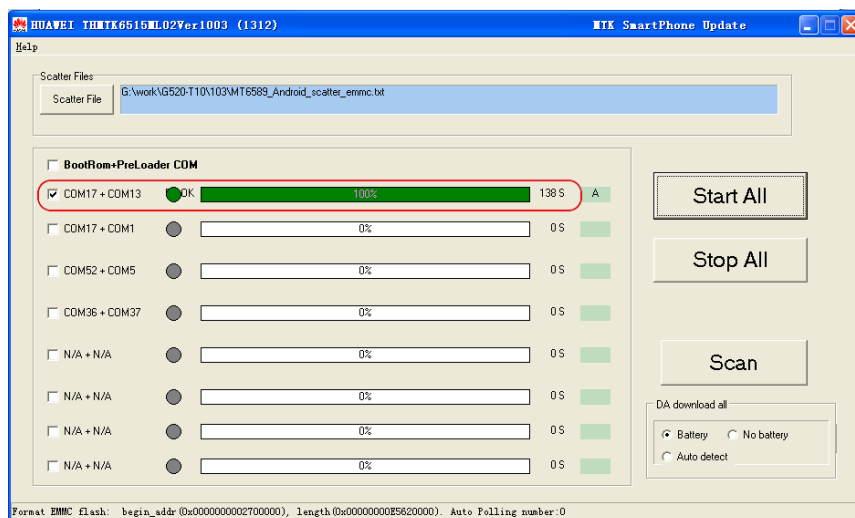 HUAWEI THMTK6515ML02Ver1003 (1312) MTK SmartPhone Update
Help
Scatter Files
Scatter File G:\work\G520-T10\103\MT6589_Android_scatter_emmc.txt
BootRom+PreLoader COM
COM17 + COM13 OK 100% 138 S A
COM17 + COM1 0% 0 S
COM52 + COM5 0% 0 S
COM36 + COM37 0% 0 S
N/A + N/A 0% 0 S
N/A + N/A 0% 0 S
N/A + N/A 0% 0 S
N/A + N/A 0% 0 S
Start All
Stop All
Scan
DA download all
Battery No battery
Auto detect
Format EMMC flash: begin_addr(0x0000000002700000), length(0x00000000E5620000). Auto Polling number:0